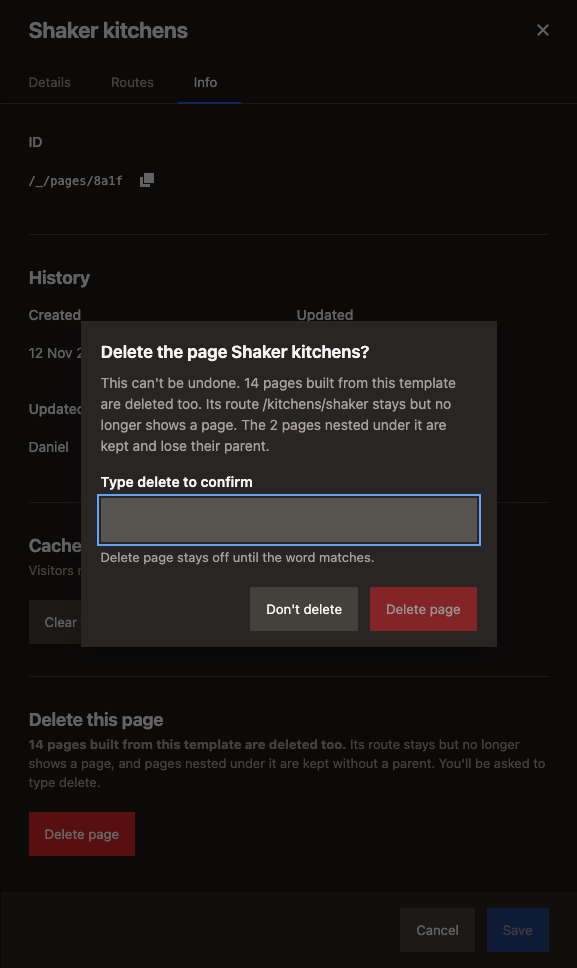 Shaker kitchens
Details
Routes
Info
ID
/_/pages/8a1f
History
Created
Updated
12 Nov 2
Updated
Daniel
Cache
Visitors
Clear
Delete the page Shaker kitchens?
This can't be undone. 14 pages built from this template
are deleted too. Its route /kitchens/shaker stays but no
longer shows a page. The 2 pages nested under it are
kept and lose their parent.
Type delete to confirm
Delete page stays off until the word matches.
Don't delete
Delete page
Delete this page
14 pages built from this template are deleted too. Its route stays but no longer
shows a page, and pages nested under it are kept without a parent. You'll be asked to
type delete.
Delete page
Cancel
Save